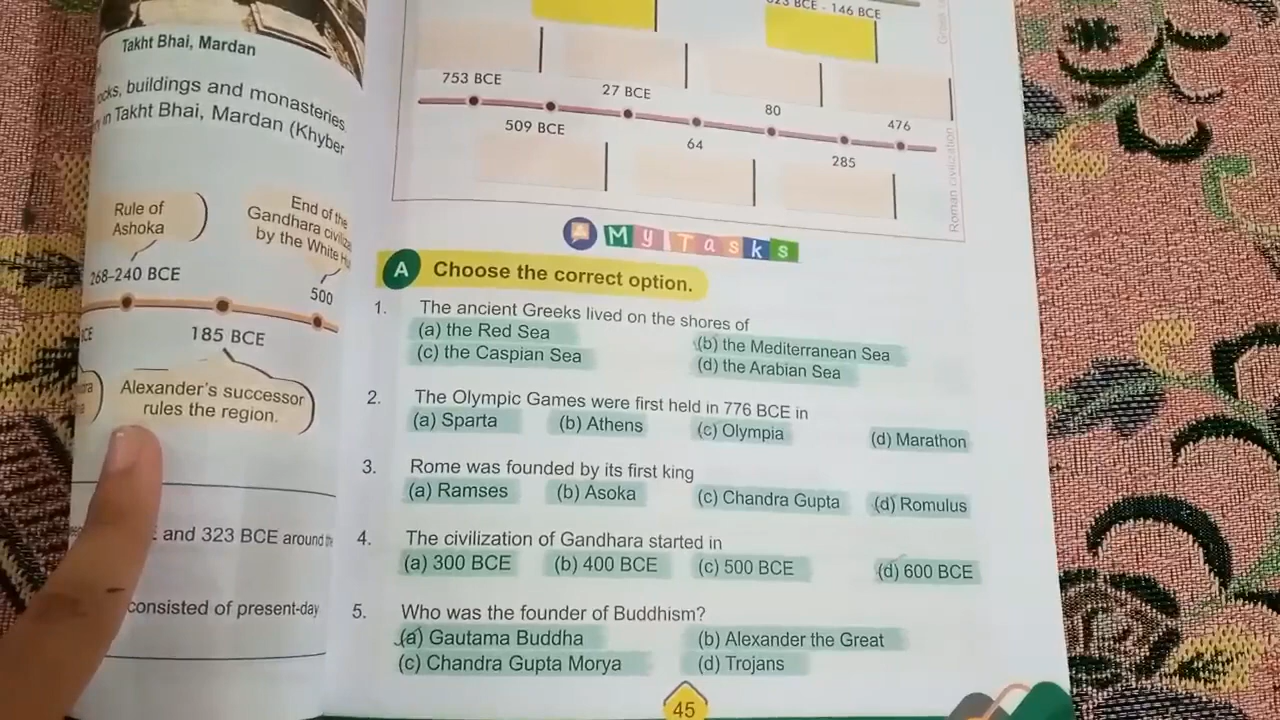 Takht Bhai, Mardan
buildings and monasteries
in Takht Bhai, Mardan (Khyber
Rule of
Ashoka
End of the
Gandhara
by the White
268–240 BCE
500
185 BCE
Alexander's successor
rules the region.
and 323 BCE around
consisted of present-day
BCE - 146 BCE
753 BCE
27 BCE
80
476
509 BCE
64
285
Roman civilization
My Tasks
A Choose the correct option.
1. The ancient Greeks lived on the shores of
(a) the Red Sea (b) the Mediterranean Sea
(c) the Caspian Sea (d) the Arabian Sea
2. The Olympic Games were first held in 776 BCE in
(a) Sparta (b) Athens (c) Olympia (d) Marathon
3. Rome was founded by its first king
(a) Ramses (b) Asoka (c) Chandra Gupta (d) Romulus
4. The civilization of Gandhara started in
(a) 300 BCE (b) 400 BCE (c) 500 BCE (d) 600 BCE
5. Who was the founder of Buddhism?
(a) Gautama Buddha (b) Alexander the Great
(c) Chandra Gupta Morya (d) Trojans
45